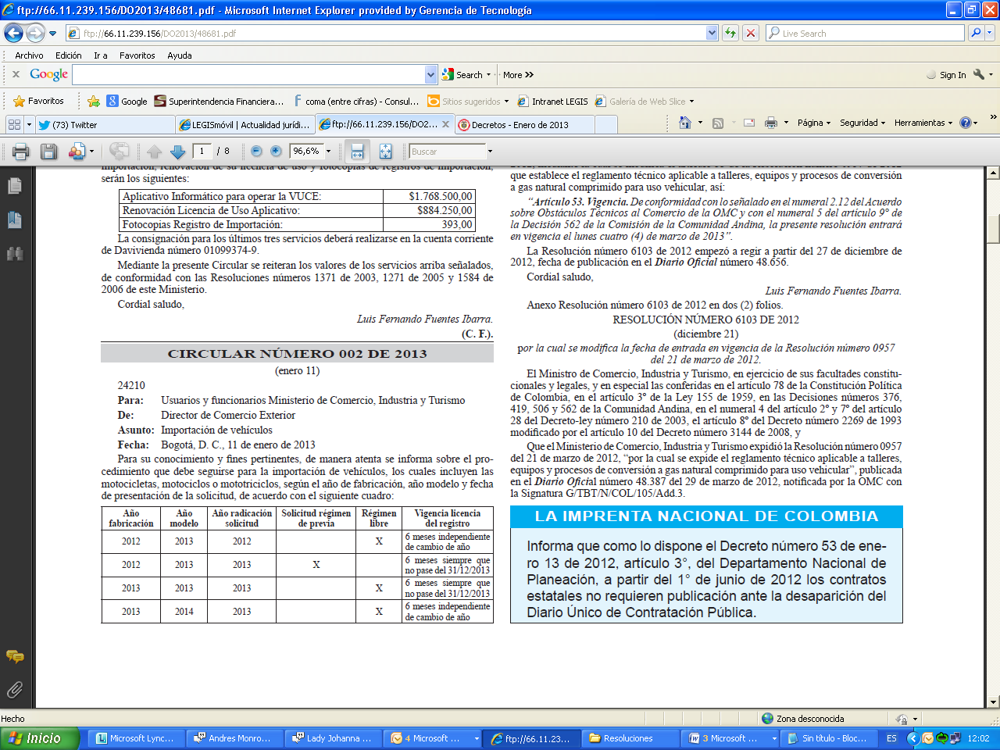 ftp://66.11.239.156/DO2013/48681.pdf - Microsoft Internet Explorer provided by Gerencia de Tecnología
ftp://66.11.239.156/DO2013/48681.pdf
Live Search
Archivo Edición Ir a Favoritos Ayuda
x Google Search More >> Sign In
Favoritos Google Superintendencia Financiera... coma (entre cifras) - Consul... Sitios sugeridos Intranet LEGIS Galería de Web Slice
(73) Twitter LEGISmóvil | Actualidad jurídi... ftp://66.11.239.156/DO2... Decretos - Enero de 2013 Página Seguridad Herramientas
1 / 8 96,6% Buscar
importación, renovación de su licencia de uso y fotocopias de registros de importación,
serán los siguientes:
Aplicativo Informático para operar la VUCE: $1.768.500,00
Renovación Licencia de Uso Aplicativo: $884.250,00
Fotocopias Registro de Importación: 393,00
La consignación para los últimos tres servicios deberá realizarse en la cuenta corriente
de Davivienda número 01099374-9.
Mediante la presente Circular se reiteran los valores de los servicios arriba señalados,
de conformidad con las Resoluciones números 1371 de 2003, 1271 de 2005 y 1584 de
2006 de este Ministerio.
Cordial saludo,
Luis Fernando Fuentes Ibarra.
(C. F.).
CIRCULAR NÚMERO 002 DE 2013
(enero 11)
24210
Para: Usuarios y funcionarios Ministerio de Comercio, Industria y Turismo
De: Director de Comercio Exterior
Asunto: Importación de vehículos
Fecha: Bogotá, D. C., 11 de enero de 2013
Para su conocimiento y fines pertinentes, de manera atenta se informa sobre el pro-
cedimiento que debe seguirse para la importación de vehículos, los cuales incluyen las
motocicletas, motociclos o mototriciclos, según el año de fabricación, año modelo y fecha
de presentación de la solicitud, de acuerdo con el siguiente cuadro:
Año fabricación Año modelo Año radicación solicitud Solicitud régimen de previa Régimen libre Vigencia licencia del registro
2012 2013 2012 X 6 meses independiente de cambio de año
2012 2013 2013 X 6 meses siempre que no pase del 31/12/2013
2013 2013 2013 X 6 meses siempre que no pase del 31/12/2013
2013 2014 2013 X 6 meses independiente de cambio de año
que establece el reglamento técnico aplicable a talleres, equipos y procesos de conversión
a gas natural comprimido para uso vehicular, así:
“Artículo 53. Vigencia. De conformidad con lo señalado en el numeral 2.12 del Acuerdo
sobre Obstáculos Técnicos al Comercio de la OMC y con el numeral 5 del artículo 9° de
la Decisión 562 de la Comisión de la Comunidad Andina, la presente resolución entrará
en vigencia el lunes cuatro (4) de marzo de 2013”.
La Resolución número 6103 de 2012 empezó a regir a partir del 27 de diciembre de
2012, fecha de publicación en el Diario Oficial número 48.656.
Cordial saludo,
Luis Fernando Fuentes Ibarra.
Anexo Resolución número 6103 de 2012 en dos (2) folios.
RESOLUCIÓN NÚMERO 6103 DE 2012
(diciembre 21)
por la cual se modifica la fecha de entrada en vigencia de la Resolución número 0957
del 21 de marzo de 2012.
El Ministro de Comercio, Industria y Turismo, en ejercicio de sus facultades constitu-
cionales y legales, y en especial las conferidas en el artículo 78 de la Constitución Política
de Colombia, en el artículo 3° de la Ley 155 de 1959, en las Decisiones números 376,
419, 506 y 562 de la Comunidad Andina, en el numeral 4 del artículo 2° y 7° del artículo
28 del Decreto-ley número 210 de 2003, el artículo 8° del Decreto número 2269 de 1993
modificado por el artículo 10 del Decreto número 3144 de 2008, y
Que el Ministerio de Comercio, Industria y Turismo expidió la Resolución número 0957
del 21 de marzo de 2012, “por la cual se expide el reglamento técnico aplicable a talleres,
equipos y procesos de conversión a gas natural comprimido para uso vehicular”, publicada
en el Diario Oficial número 48.387 del 29 de marzo de 2012, notificada por la OMC con
la Signatura G/TBT/N/COL/105/Add.3.
LA IMPRENTA NACIONAL DE COLOMBIA
Informa que como lo dispone el Decreto número 53 de ene-
ro 13 de 2012, artículo 3°, del Departamento Nacional de
Planeación, a partir del 1° de junio de 2012 los contratos
estatales no requieren publicación ante la desaparición del
Diario Único de Contratación Pública.
Hecho Zona desconocida
Inicio Microsoft Lync... Andres Monro... Lady Johanna ... 4 Microsoft ... ftp://66.11.23... Resoluciones 3 Microsoft ... Sin título - Bloc... ES 12:02